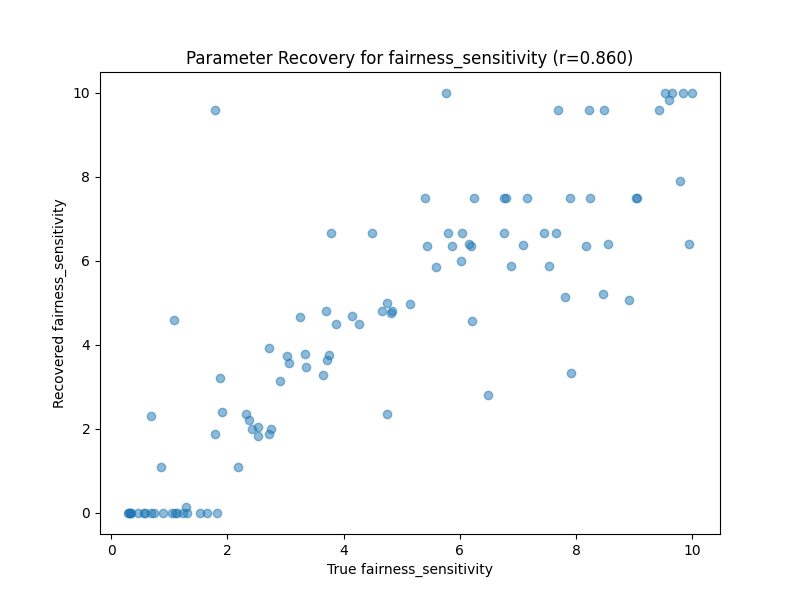 Parameter Recovery for fairness_sensitivity (r=0.860)
10
8
6
4
2
0
Recovered fairness_sensitivity
0 2 4 6 8 10
True fairness_sensitivity